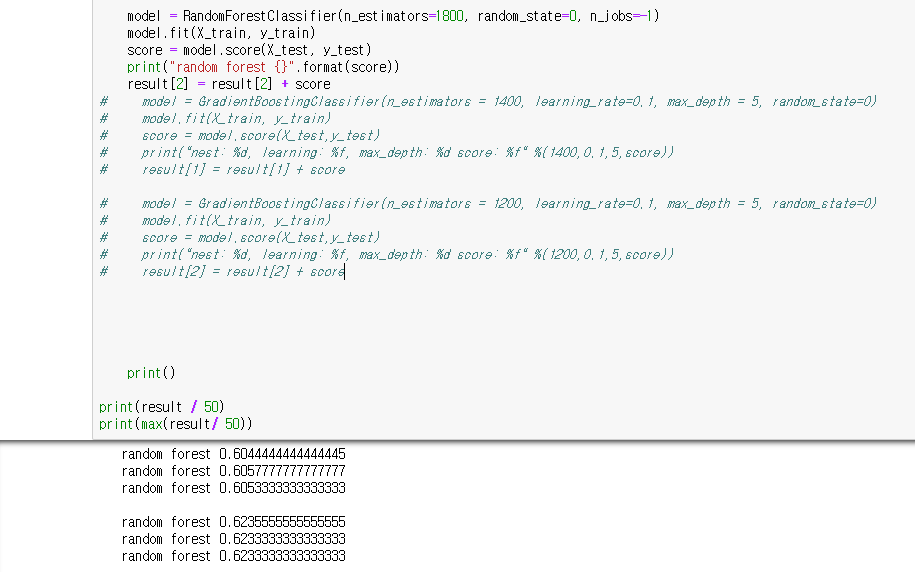 model = RandomForestClassifier(n_estimators=1800, random_state=0, n_jobs=-1)
model.fit(X_train, y_train)
score = model.score(X_test, y_test)
print("random forest {}".format(score))
result[2] = result[2] + score
# model = GradientBoostingClassifier(n_estimators = 1400, learning_rate=0.1, max_depth = 5, random_state=0)
# model.fit(X_train, y_train)
# score = model.score(X_test,y_test)
# print("nest: %d, learning: %f, max_depth: %d score: %f" %(1400,0.1,5,score))
# result[1] = result[1] + score
# model = GradientBoostingClassifier(n_estimators = 1200, learning_rate=0.1, max_depth = 5, random_state=0)
# model.fit(X_train, y_train)
# score = model.score(X_test,y_test)
# print("nest: %d, learning: %f, max_depth: %d score: %f" %(1200,0.1,5,score))
# result[2] = result[2] + score
print()
print(result / 50)
print(max(result/ 50))
random forest 0.6044444444444445
random forest 0.6057777777777777
random forest 0.6053333333333333
random forest 0.6235555555555555
random forest 0.6233333333333333
random forest 0.6233333333333333